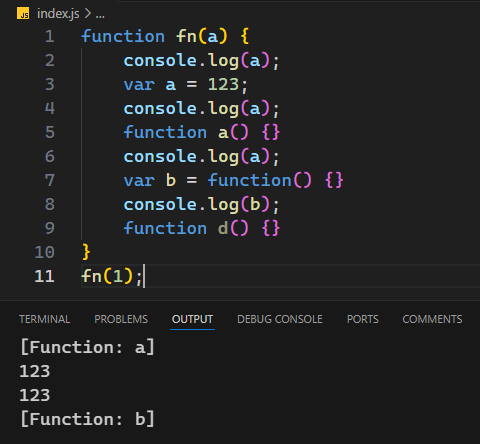 JS index.js > ...
1 function fn(a) {
2     console.log(a);
3     var a = 123;
4     console.log(a);
5     function a() {}
6     console.log(a);
7     var b = function() {}
8     console.log(b);
9     function d() {}
10 }
11 fn(1);
TERMINAL PROBLEMS OUTPUT DEBUG CONSOLE PORTS COMMENTS
[Function: a]
123
123
[Function: b]